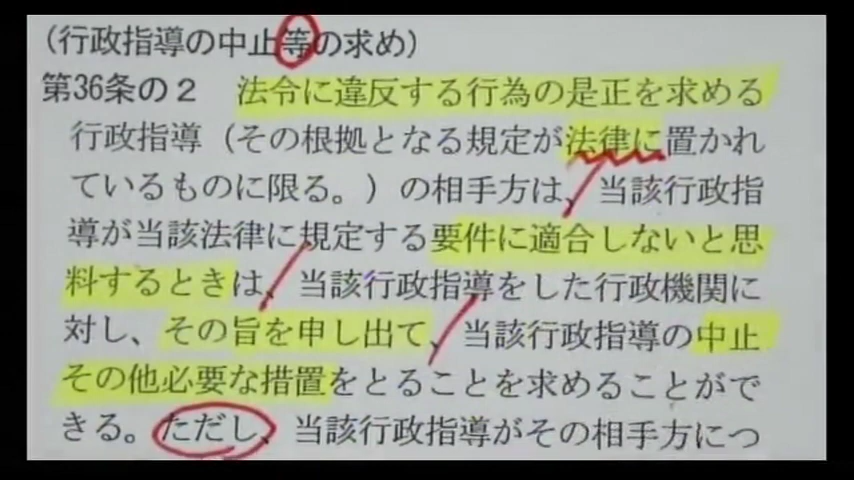 (行政指導の中止等の求め)
第36条の2　法令に違反する行為の是正を求める
行政指導（その根拠となる規定が法律に置かれ
ているものに限る。）の相手方は、当該行政指
導が当該法律に規定する要件に適合しないと思
料するときは、当該行政指導をした行政機関に
対し、その旨を申し出て、当該行政指導の中止
その他必要な措置をとることを求めることができ
る。ただし、当該行政指導がその相手方につ